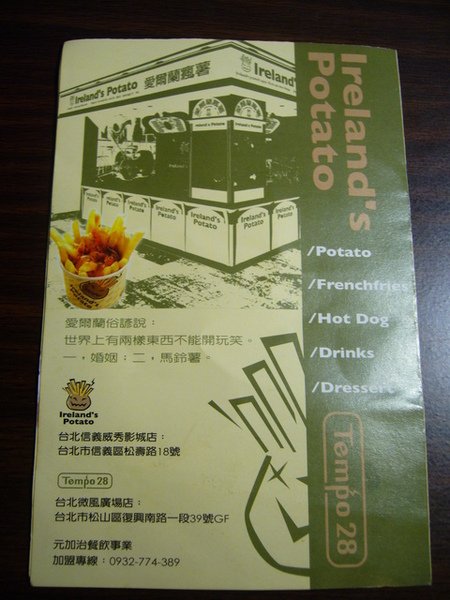 Ireland's Potato 愛爾蘭瘋薯
Ireland's
Ireland's
Potato
/Potato
/Frenchfries
/Hot Dog
/Drinks
/Dessert
Tempo 28
Ireland's Potato
Ireland's
Potato
Ireland's
Potato
Ireland's
Potato
愛爾蘭俗諺說：
世界上有兩樣東西不能開玩笑。
一，婚姻；二，馬鈴薯。
Ireland's
Potato
台北信義威秀影城店：
台北市信義區松壽路18號
Tempo 28
台北微風廣場店：
台北市松山區復興南路一段39號GF
元加治餐飲事業
加盟專線：0932-774-389